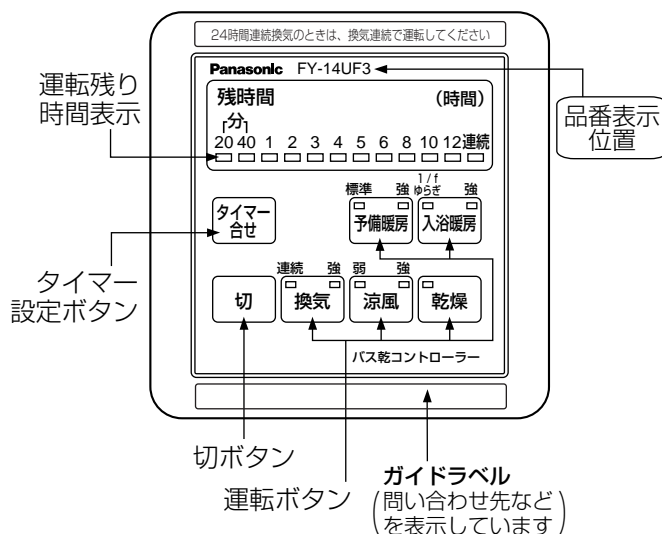 24時間連続換気のときは、換気連続で運転してください
Panasonic FY-14UF3
品番表示
位置
運転残り
時間表示
残時間 (時間)
┌分┐
20 40 1 2 3 4 5 6 8 10 12 連続
タイマー
合せ
標準 強
予備暖房
1/f
ゆらぎ 強
入浴暖房
タイマー
設定ボタン
切
連続 強
換気
弱 強
涼風
乾燥
バス乾コントローラー
切ボタン
運転ボタン
ガイドラベル
(問い合わせ先など
を表示しています)